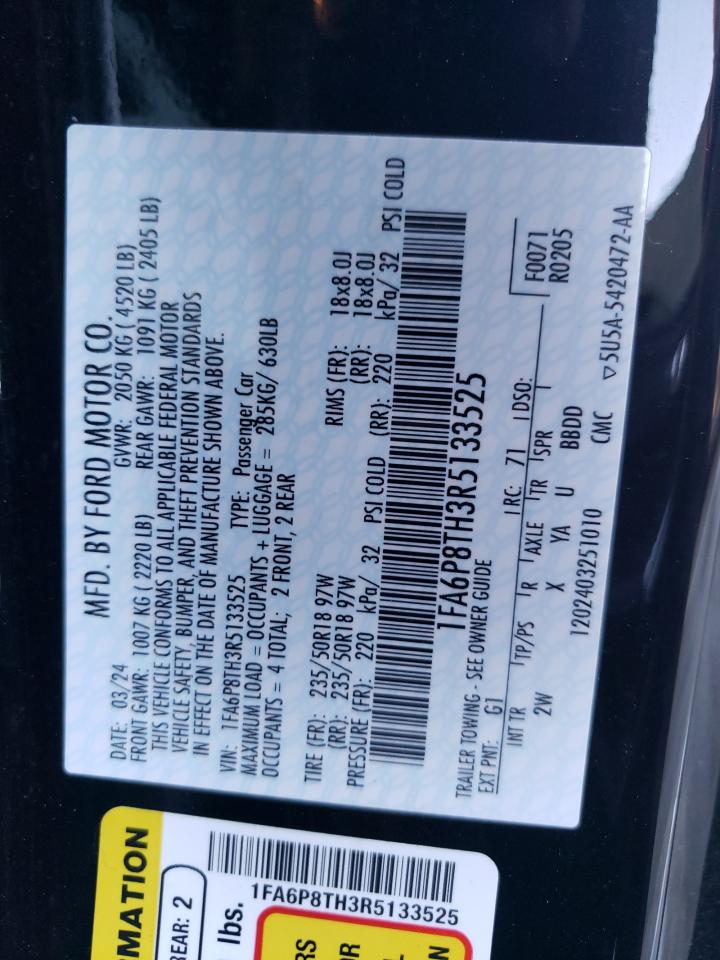 MFD. BY FORD MOTOR CO.
DATE: 03/24 GVWR: 2050 KG ( 4520 LB)
FRONT GAWR: 1007 KG ( 2220 LB) REAR GAWR: 1091 KG ( 2405 LB)
THIS VEHICLE CONFORMS TO ALL APPLICABLE FEDERAL MOTOR
VEHICLE SAFETY, BUMPER, AND THEFT PREVENTION STANDARDS
IN EFFECT ON THE DATE OF MANUFACTURE SHOWN ABOVE.
VIN: 1FA6P8TH3R5133525 TYPE: Passenger Car
MAXIMUM LOAD = OCCUPANTS + LUGGAGE = 285KG/ 630LB
OCCUPANTS = 4 TOTAL; 2 FRONT, 2 REAR
TIRE (FR): 235/50R18 97W RIMS (FR): 18x8.0J
(RR): 235/50R18 97W (RR): 18x8.0J
PRESSURE (FR): 220 kPa/ 32 PSI COLD (RR): 220 kPa/ 32 PSI COLD
1FA6P8TH3R5133525
TRAILER TOWING - SEE OWNER GUIDE
EXT PNT: G1 RC: 71 DSO: F0071
R0205
INT TR TP/PS R AXLE TR SPR
2W X YA U BBDD
1202403251010 CMC ▽5U5A-5420472-AA
RMATION
REAR: 2
lbs.
1FA6P8TH3R5133525
RS
OR
L
N